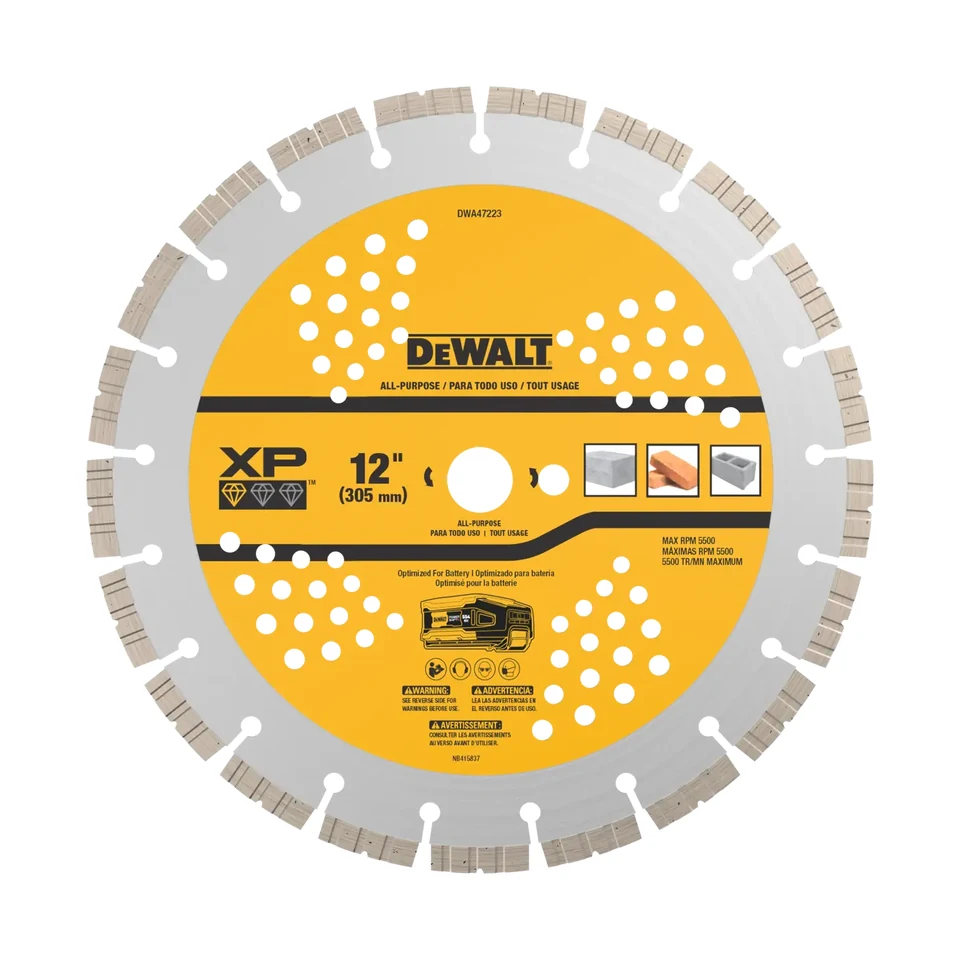 DWA47223
DEWALT
ALL-PURPOSE / PARA TODO USO / TOUT USAGE
XP™
12"
(305 mm)
ALL-PURPOSE
PARA TODO USO | TOUT USAGE
MAX RPM 5500
MÁXIMAS RPM 5500
5500 TR/MN MAXIMUM
Optimized For Battery | Optimizado para batería
Optimisé pour la batterie
DEWALT
WARNING:
SEE REVERSE SIDE FOR
WARNINGS BEFORE USE.
ADVERTENCIA:
LEA LAS ADVERTENCIAS EN
EL REVERSO ANTES DE USO.
AVERTISSEMENT:
CONSULTER LES AVERTISSEMENTS
AU VERSO AVANT D'UTILISER.
NB415837